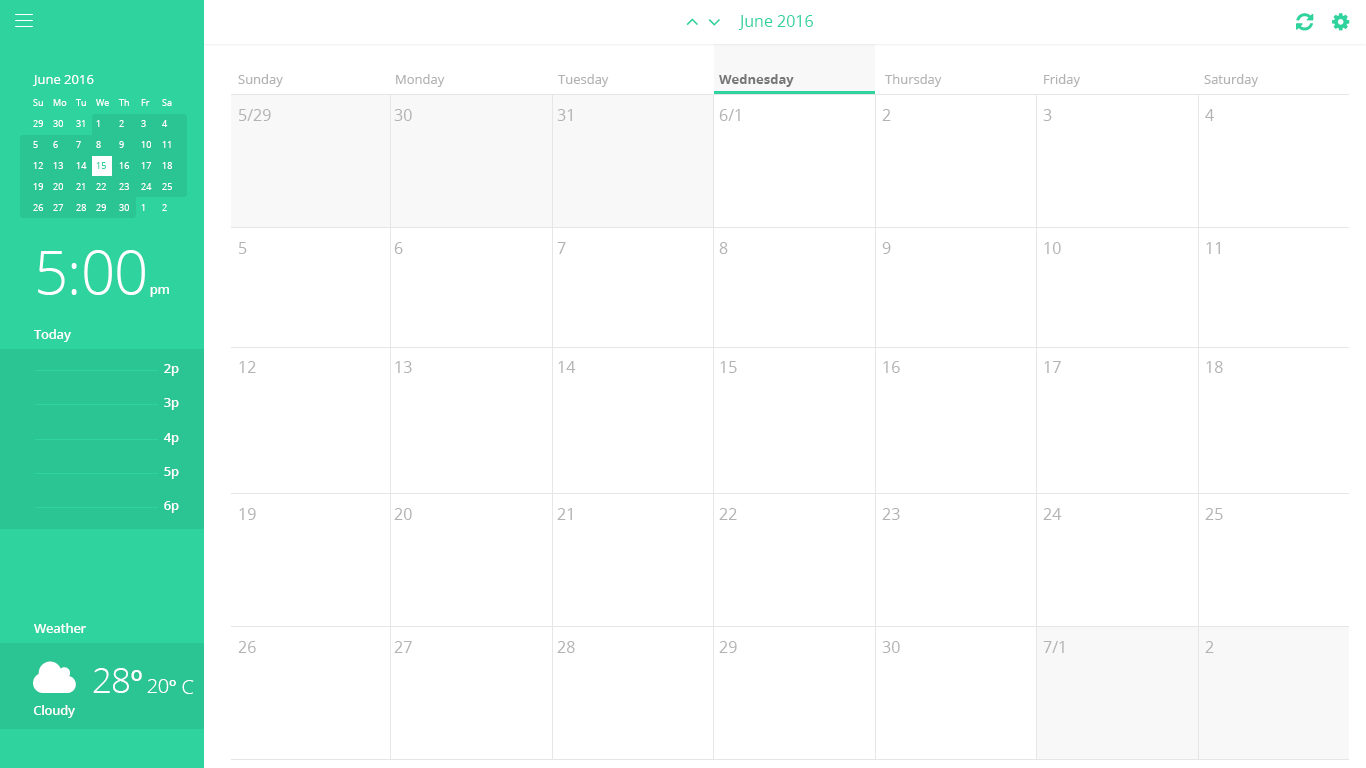 June 2016
June 2016
Su Mo Tu We Th Fr Sa
29 30 31 1 2 3 4
5 6 7 8 9 10 11
12 13 14 15 16 17 18
19 20 21 22 23 24 25
26 27 28 29 30 1 2
5:00 pm
Today
2p
3p
4p
5p
6p
Weather
28º 20º C
Cloudy
Sunday Monday Tuesday Wednesday Thursday Friday Saturday
5/29 30 31 6/1 2 3 4
5 6 7 8 9 10 11
12 13 14 15 16 17 18
19 20 21 22 23 24 25
26 27 28 29 30 7/1 2